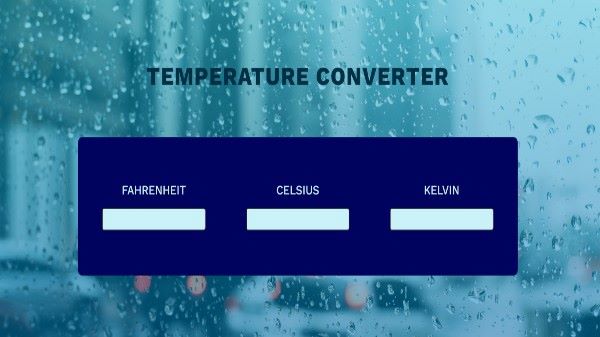 TEMPERATURE CONVERTER
FAHRENHEIT
CELSIUS
KELVIN